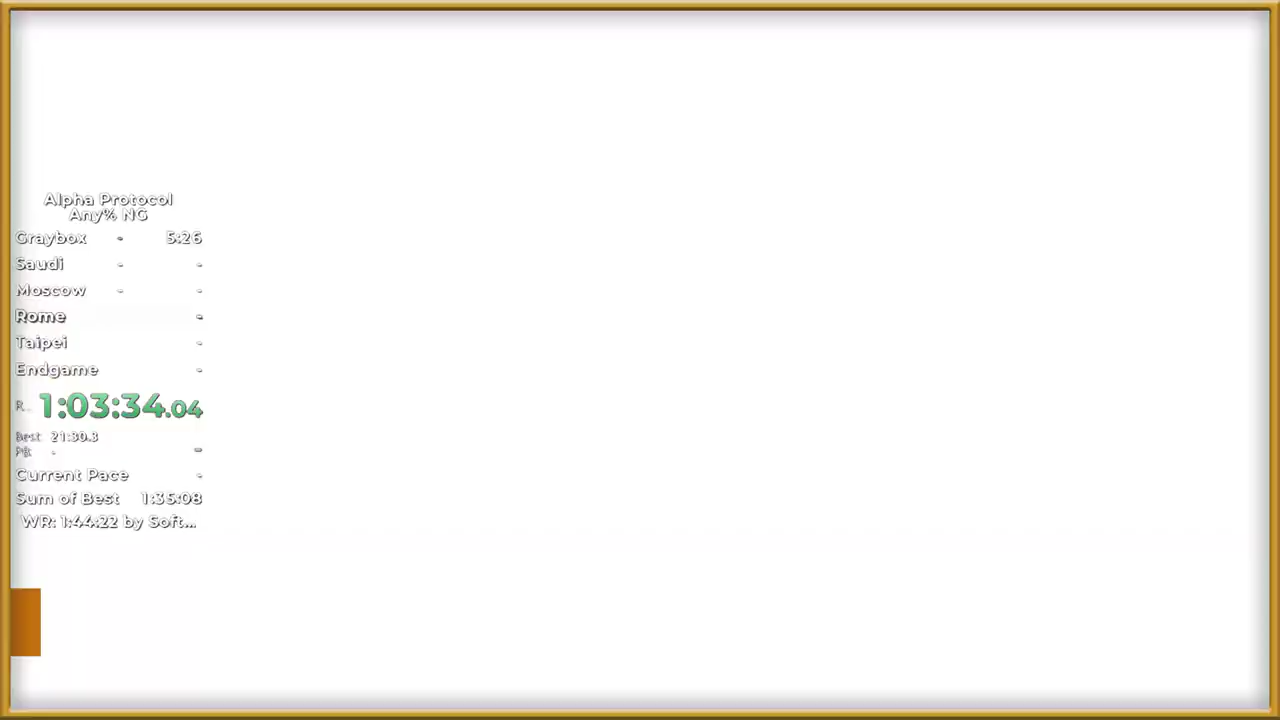 Alpha Protocol
Any% NG
Graybox - 5:26
Saudi - -
Moscow - -
Rome -
Taipei -
Endgame -
R... 1:03:34.04
Best: 21:30.3
PB: - -
Current Pace -
Sum of Best 1:35:08
WR: 1:44:22 by Soft...